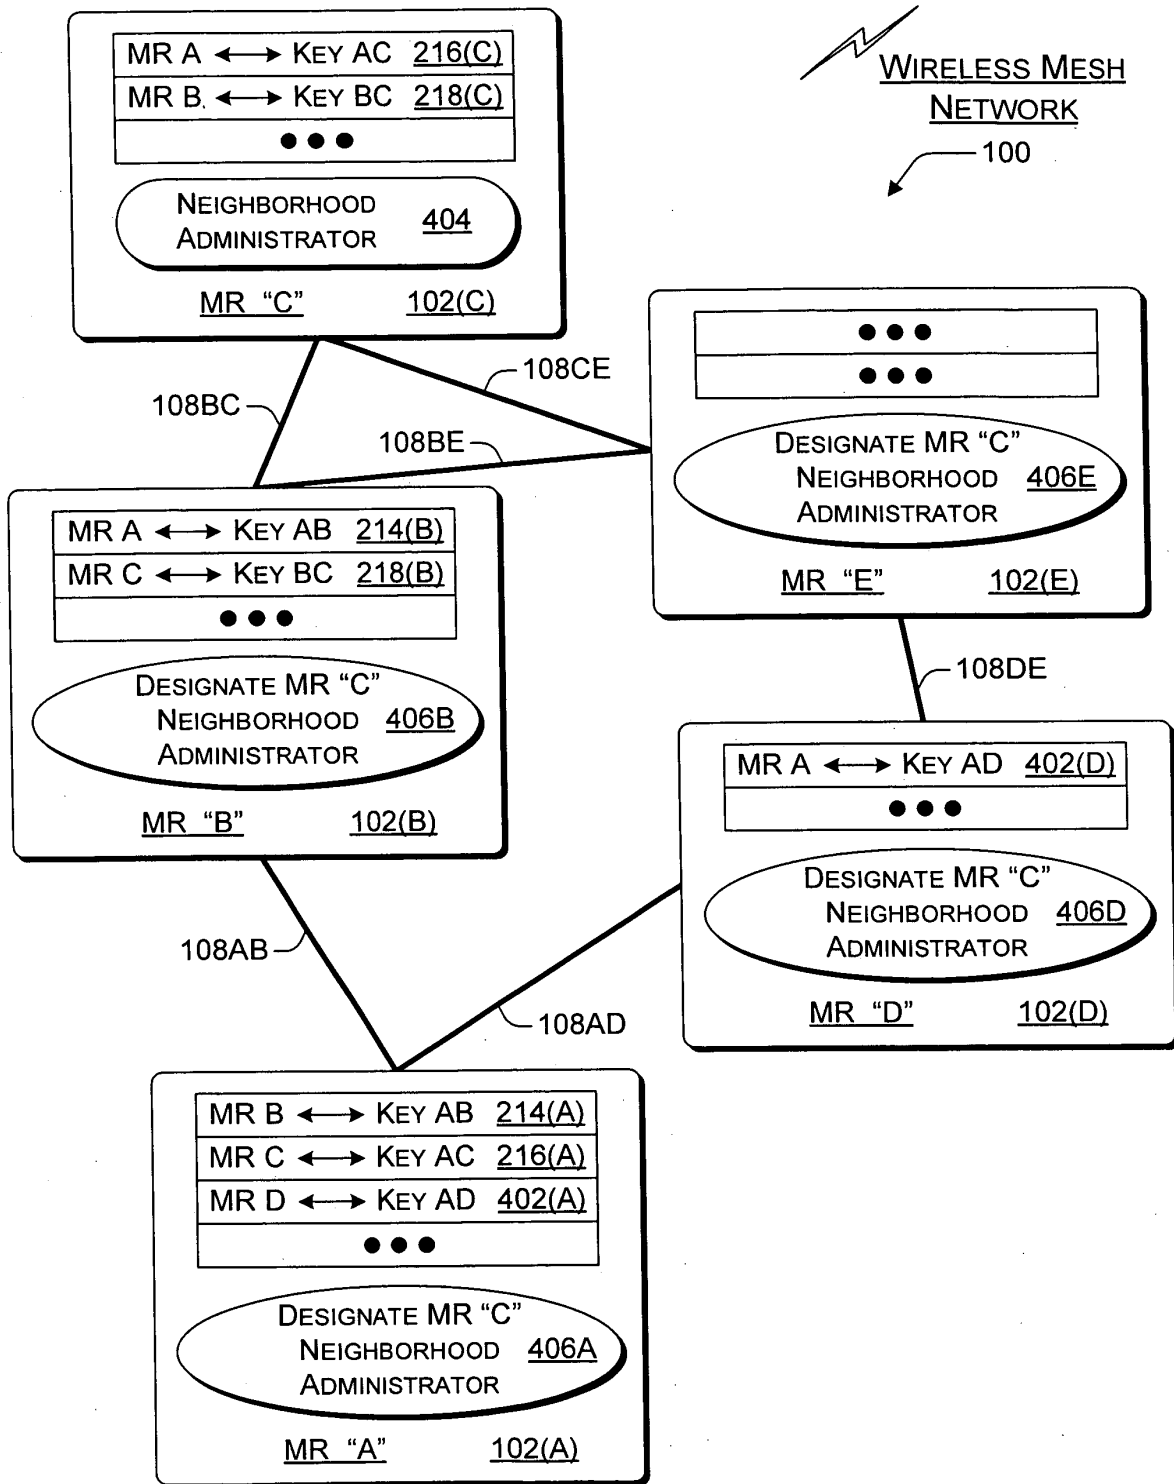 MR A ↔ KEY AC 216(C)
MR B ↔ KEY BC 218(C)
•••
NEIGHBORHOOD
ADMINISTRATOR 404
MR "C" 102(C)
WIRELESS MESH
NETWORK
100
108BC
108CE
108BE
•••
•••
DESIGNATE MR "C"
NEIGHBORHOOD 406E
ADMINISTRATOR
MR "E" 102(E)
MR A ↔ KEY AB 214(B)
MR C ↔ KEY BC 218(B)
•••
DESIGNATE MR "C"
NEIGHBORHOOD 406B
ADMINISTRATOR
MR "B" 102(B)
108DE
MR A ↔ KEY AD 402(D)
•••
DESIGNATE MR "C"
NEIGHBORHOOD 406D
ADMINISTRATOR
MR "D" 102(D)
108AB
108AD
MR B ↔ KEY AB 214(A)
MR C ↔ KEY AC 216(A)
MR D ↔ KEY AD 402(A)
•••
DESIGNATE MR "C"
NEIGHBORHOOD 406A
ADMINISTRATOR
MR "A" 102(A)